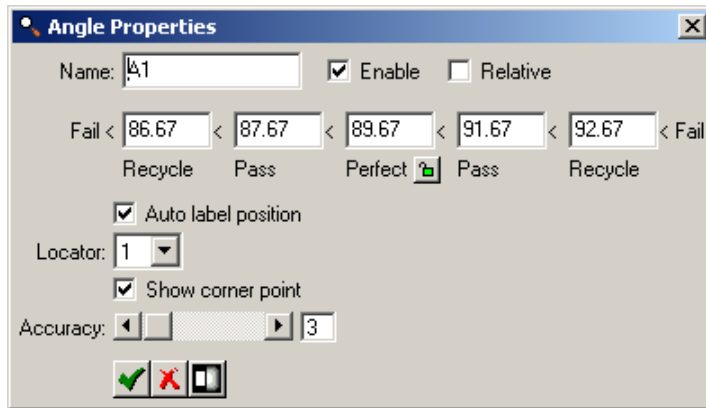 Angle Properties
Name: A1 Enable Relative
Fail < 86.67 < 87.67 < 89.67 < 91.67 < 92.67 < Fail
Recycle Pass Perfect Pass Recycle
Auto label position
Locator: 1
Show corner point
Accuracy: 3